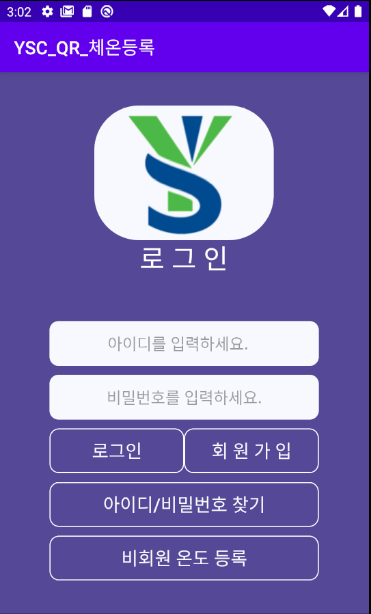 3:02
YSC_QR_체온등록
YS
로 그 인
아이디를 입력하세요.
비밀번호를 입력하세요.
로그인 회 원 가 입
아이디/비밀번호 찾기
비회원 온도 등록